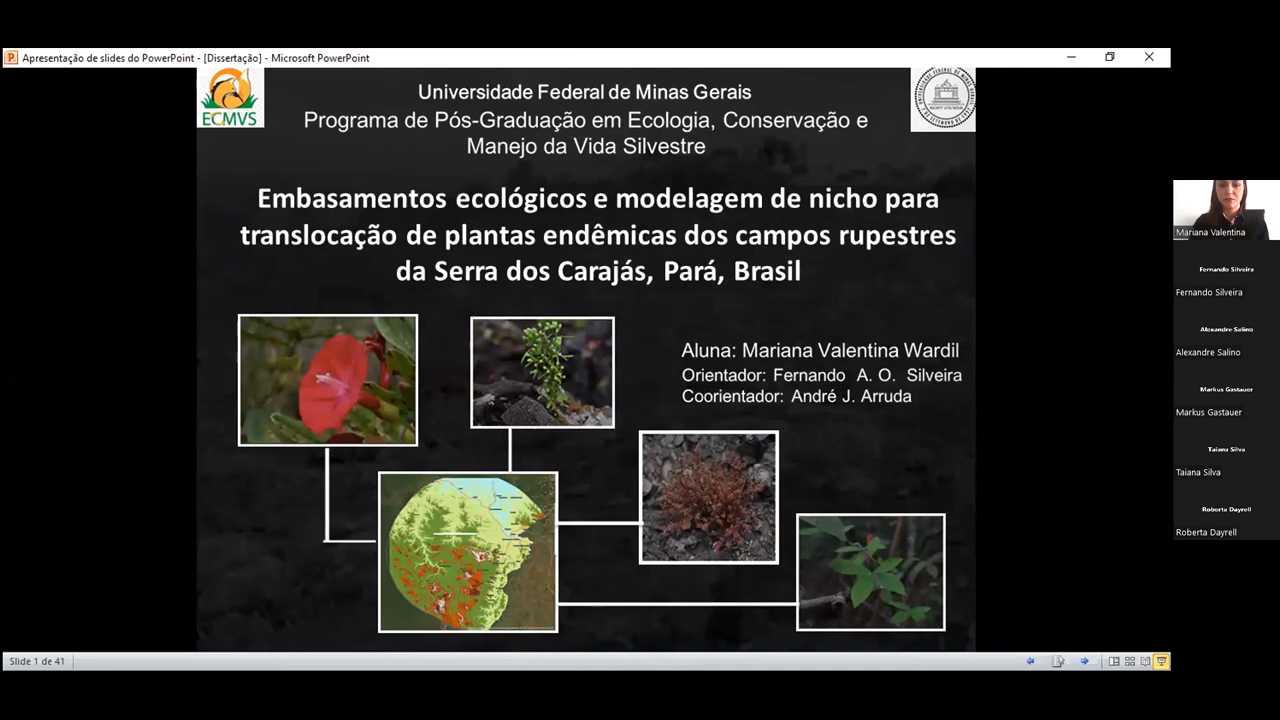 Apresentação de slides do PowerPoint - [Dissertação] - Microsoft PowerPoint
ECMVS
Universidade Federal de Minas Gerais
Programa de Pós-Graduação em Ecologia, Conservação e
Manejo da Vida Silvestre
Embasamentos ecológicos e modelagem de nicho para
translocação de plantas endêmicas dos campos rupestres
da Serra dos Carajás, Pará, Brasil
Aluna: Mariana Valentina Wardil
Orientador: Fernando A. O. Silveira
Coorientador: André J. Arruda
Slide 1 de 41
Mariana Valentina
Fernando Silveira
Fernando Silveira
Alexandre Salino
Alexandre Salino
Markus Gastauer
Markus Gastauer
Taiana Silva
Taiana Silva
Roberta Dayrell
Roberta Dayrell